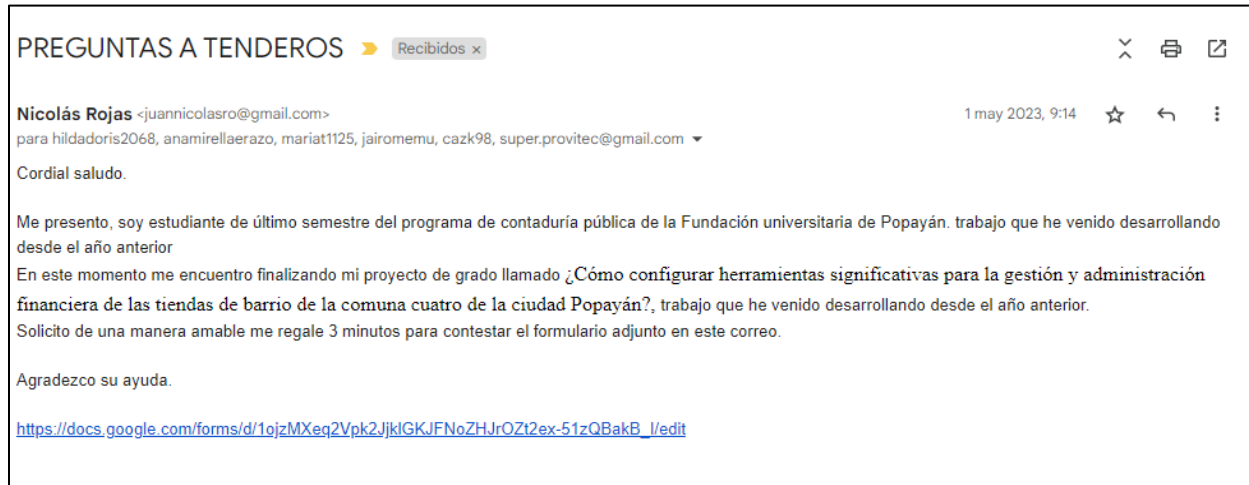 PREGUNTAS A TENDEROS Recibidos ×
Nicolás Rojas <juannicolasro@gmail.com> 1 may 2023, 9:14
para hildadoris2068, anamirellaerazo, mariat1125, jairomemu, cazk98, super.provitec@gmail.com
Cordial saludo.
Me presento, soy estudiante de último semestre del programa de contaduría pública de la Fundación universitaria de Popayán. trabajo que he venido desarrollando
desde el año anterior
En este momento me encuentro finalizando mi proyecto de grado llamado ¿Cómo configurar herramientas significativas para la gestión y administración
financiera de las tiendas de barrio de la comuna cuatro de la ciudad Popayán?, trabajo que he venido desarrollando desde el año anterior.
Solicito de una manera amable me regale 3 minutos para contestar el formulario adjunto en este correo.
Agradezco su ayuda.
https://docs.google.com/forms/d/1ojzMXeq2Vpk2JjklGKJFNoZHJrOZt2ex-51zQBakB_I/edit